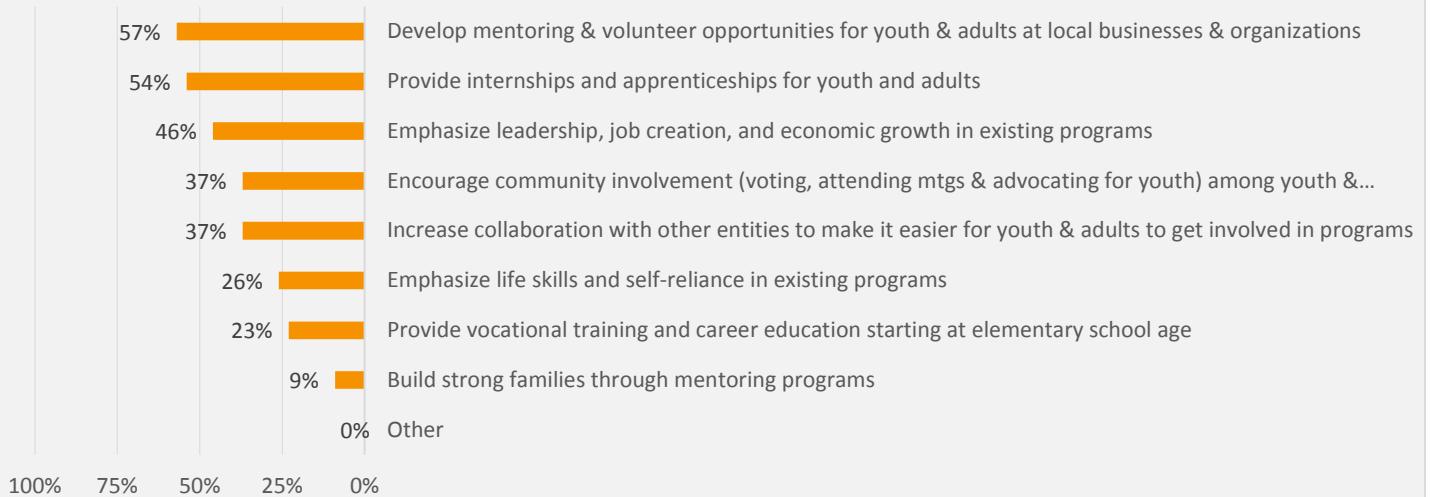 57% Develop mentoring & volunteer opportunities for youth & adults at local businesses & organizations
54% Provide internships and apprenticeships for youth and adults
46% Emphasize leadership, job creation, and economic growth in existing programs
37% Encourage community involvement (voting, attending mtgs & advocating for youth) among youth &...
37% Increase collaboration with other entities to make it easier for youth & adults to get involved in programs
26% Emphasize life skills and self-reliance in existing programs
23% Provide vocational training and career education starting at elementary school age
9% Build strong families through mentoring programs
0% Other
100% 75% 50% 25% 0%